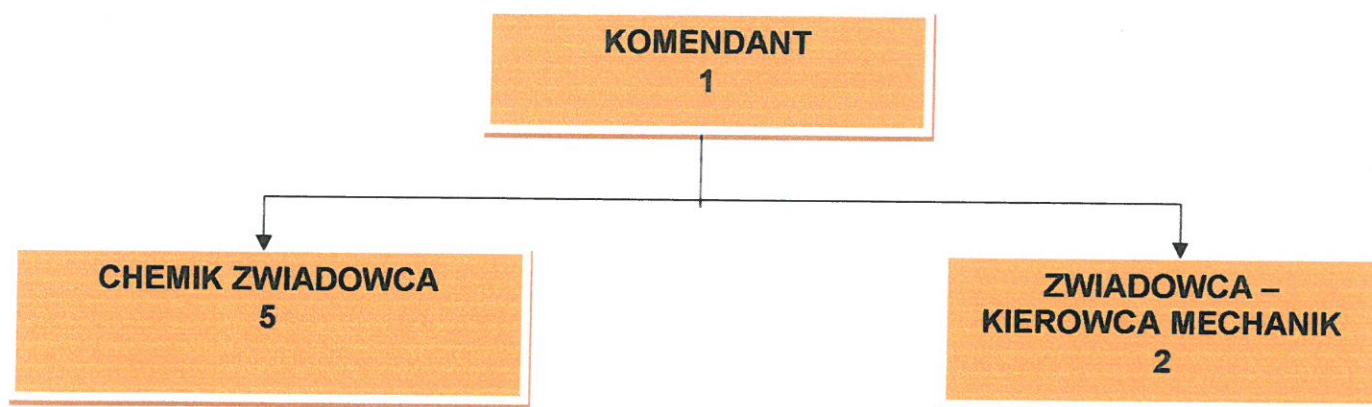 KOMENDANT
1
CHEMIK ZWIADOWCA
5
ZWIADOWCA –
KIEROWCA MECHANIK
2